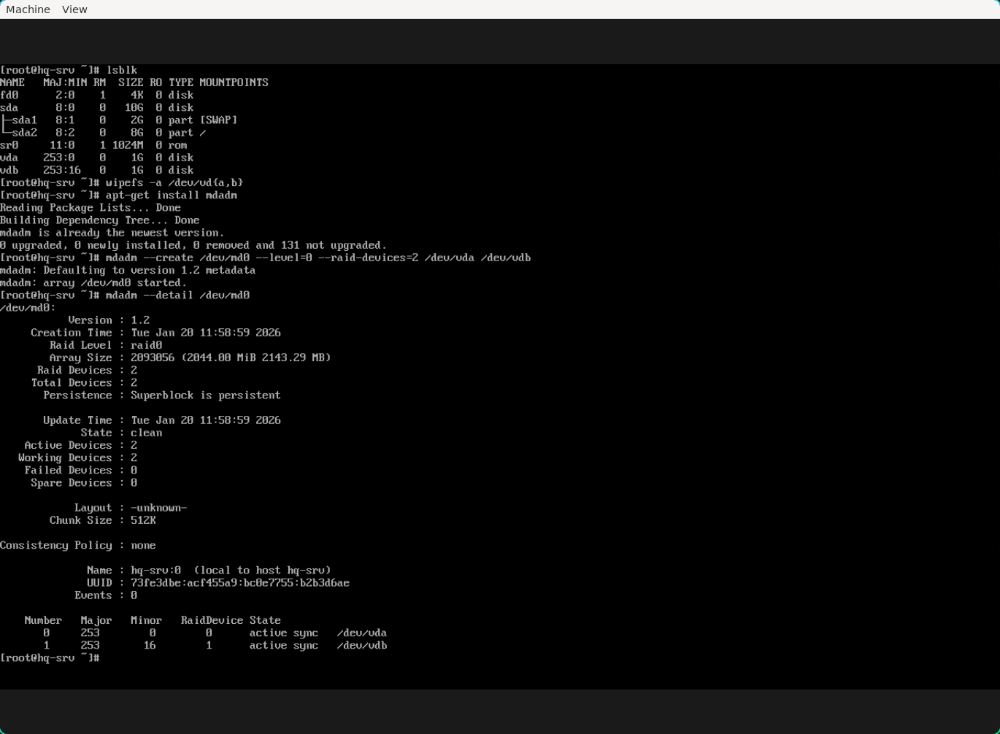 Machine View
[root@hq-srv ~]# lsblk
NAME   MAJ:MIN RM  SIZE RO TYPE MOUNTPOINTS
fd0      2:0    1    4K  0 disk
sda      8:0    0   10G  0 disk
├─sda1   8:1    0    2G  0 part [SWAP]
└─sda2   8:2    0    8G  0 part /
sr0     11:0    1 1024M  0 rom
vda    253:0    0    1G  0 disk
vdb    253:16   0    1G  0 disk
[root@hq-srv ~]# wipefs -a /dev/vd{a,b}
[root@hq-srv ~]# apt-get install mdadm
Reading Package Lists... Done
Building Dependency Tree... Done
mdadm is already the newest version.
0 upgraded, 0 newly installed, 0 removed and 131 not upgraded.
[root@hq-srv ~]# mdadm --create /dev/md0 --level=0 --raid-devices=2 /dev/vda /dev/vdb
mdadm: Defaulting to version 1.2 metadata
mdadm: array /dev/md0 started.
[root@hq-srv ~]# mdadm --detail /dev/md0
/dev/md0:
           Version : 1.2
     Creation Time : Tue Jan 20 11:58:59 2026
        Raid Level : raid0
        Array Size : 2093056 (2044.00 MiB 2143.29 MB)
      Raid Devices : 2
     Total Devices : 2
       Persistence : Superblock is persistent
       Update Time : Tue Jan 20 11:58:59 2026
             State : clean
    Active Devices : 2
   Working Devices : 2
    Failed Devices : 0
     Spare Devices : 0
            Layout : -unknown-
        Chunk Size : 512K
Consistency Policy : none
              Name : hq-srv:0  (local to host hq-srv)
              UUID : 73fe3dbe:acf455a9:bc0e7755:b2b3d6ae
            Events : 0
    Number   Major   Minor   RaidDevice State
       0     253        0        0      active sync   /dev/vda
       1     253       16        1      active sync   /dev/vdb
[root@hq-srv ~]#